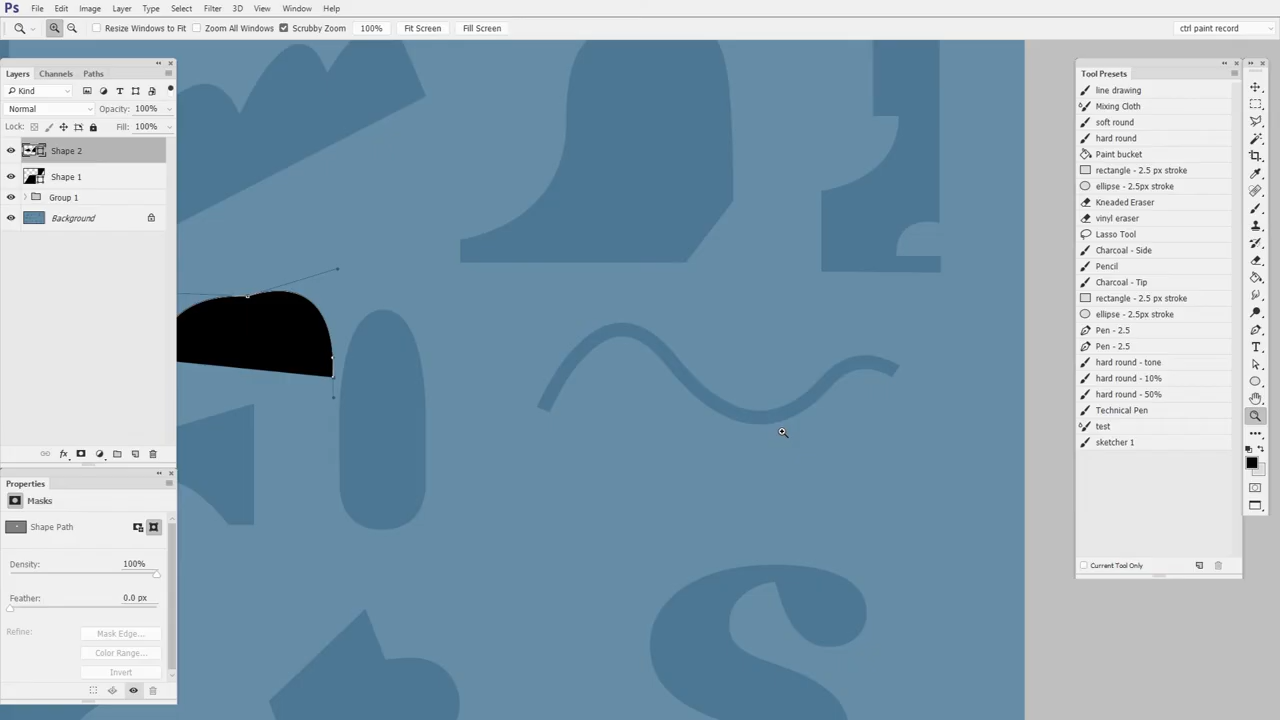 Ps File Edit Image Layer Type Select Filter 3D View Window Help
Resize Windows to Fit Zoom All Windows Scrubby Zoom 100% Fit Screen Fill Screen ctrl paint record
Layers Channels Paths
Kind
Normal Opacity: 100%
Lock: Fill: 100%
Shape 2
Shape 1
Group 1
Background
fx
Properties
Masks
Shape Path
Density: 100%
Feather: 0.0 px
Refine: Mask Edge...
Color Range...
Invert
S
Tool Presets
line drawing
Mixing Cloth
soft round
hard round
Paint bucket
rectangle - 2.5 px stroke
ellipse - 2.5px stroke
Kneaded Eraser
vinyl eraser
Lasso Tool
Charcoal - Side
Pencil
Charcoal - Tip
rectangle - 2.5 px stroke
ellipse - 2.5px stroke
Pen - 2.5
Pen - 2.5
hard round - tone
hard round - 10%
hard round - 50%
Technical Pen
test
sketcher 1
Current Tool Only